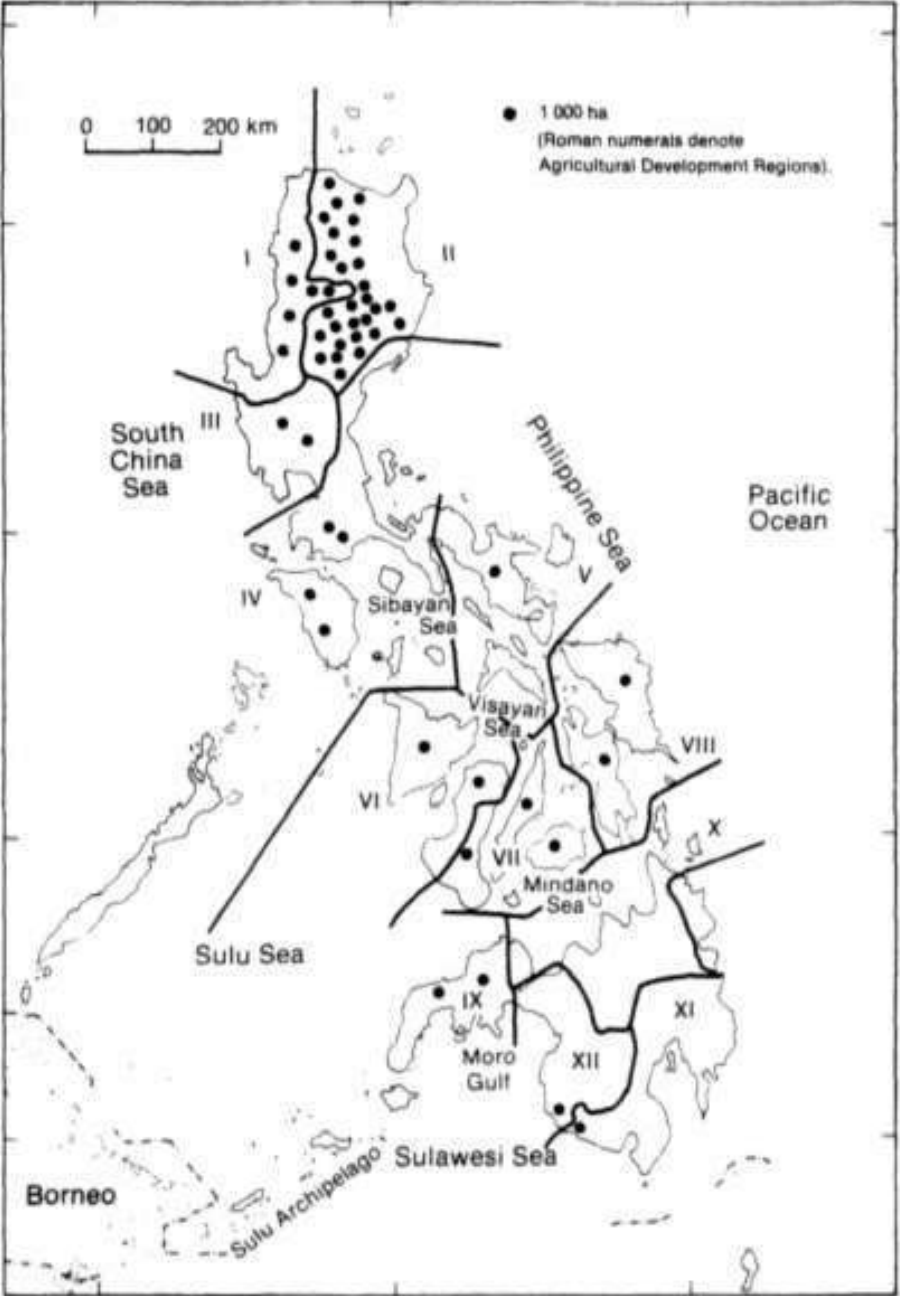 0 100 200 km
1 000 ha
(Roman numerals denote
Agricultural Development Regions).
I
II
III
South
China
Sea
Philippine Sea
Pacific
Ocean
V
IV
Sibayan
Sea
Visayan
Sea
VIII
VI
X
VII
Mindano
Sea
Sulu Sea
IX
XI
Moro
Gulf
XII
Sulawesi Sea
Borneo
Sulu Archipelago